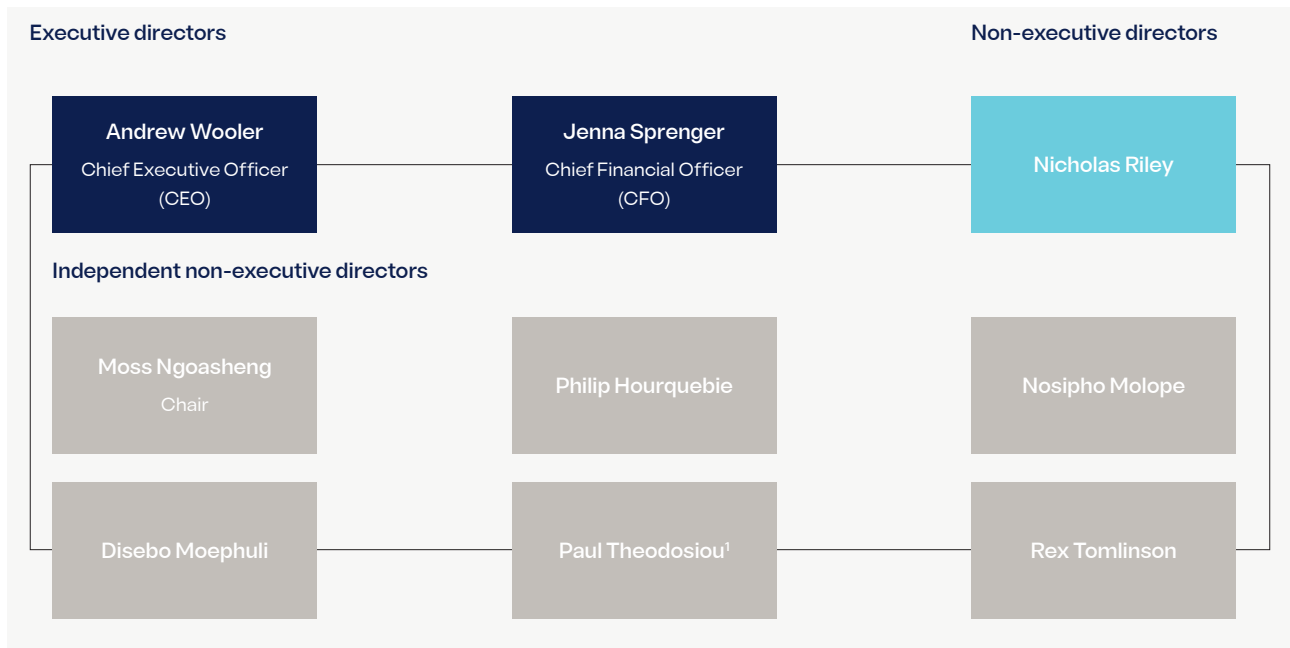 Executive directors
Non-executive directors
Andrew Wooler
Chief Executive Officer
(CEO)
Jenna Sprenger
Chief Financial Officer
(CFO)
Nicholas Riley
Independent non-executive directors
Moss Ngoasheng
Chair
Philip Hourquebie
Nosipho Molope
Disebo Moephuli
Paul Theodosiou¹
Rex Tomlinson